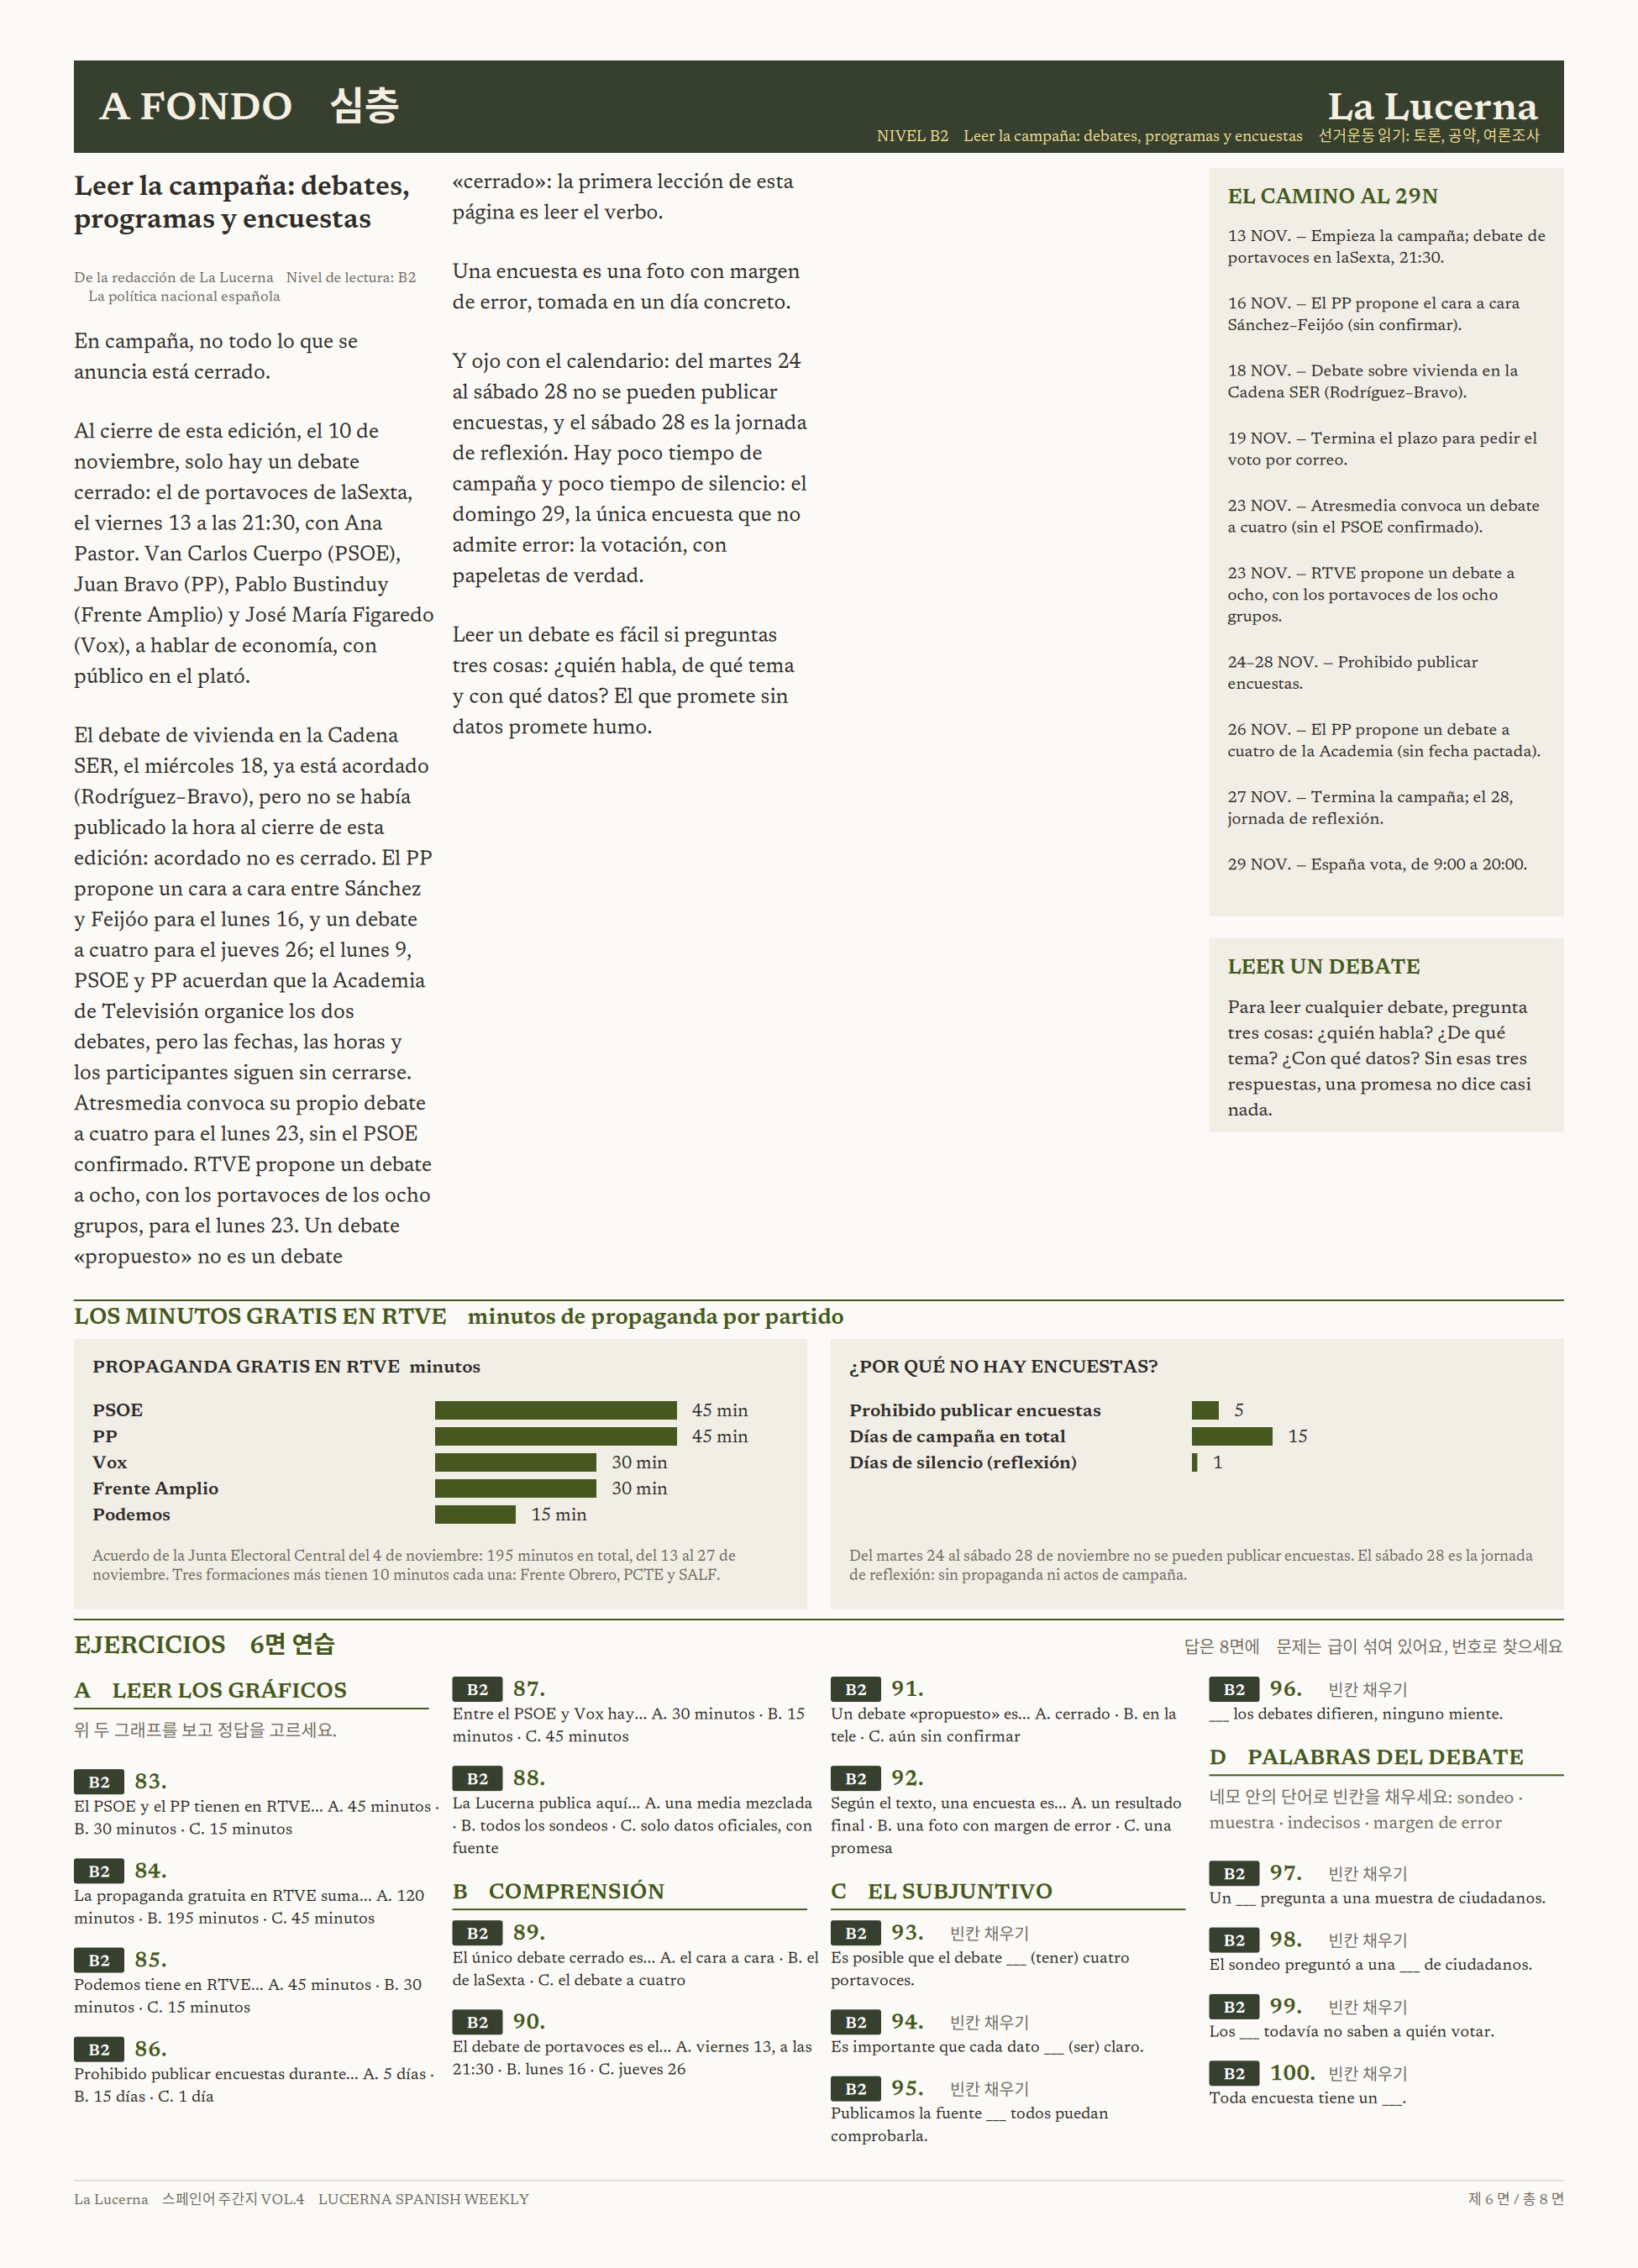 A FONDO 심층
La Lucerna
NIVEL B2 Leer la campaña: debates, programas y encuestas 선거운동 읽기: 토론, 공약, 여론조사
Leer la campaña: debates,
programas y encuestas
De la redacción de La Lucerna Nivel de lectura: B2
La política nacional española
En campaña, no todo lo que se
anuncia está cerrado.
Al cierre de esta edición, el 10 de
noviembre, solo hay un debate
cerrado: el de portavoces de laSexta,
el viernes 13 a las 21:30, con Ana
Pastor. Van Carlos Cuerpo (PSOE),
Juan Bravo (PP), Pablo Bustinduy
(Frente Amplio) y José María Figaredo
(Vox), a hablar de economía, con
público en el plató.
El debate de vivienda en la Cadena
SER, el miércoles 18, ya está acordado
(Rodríguez–Bravo), pero no se había
publicado la hora al cierre de esta
edición: acordado no es cerrado. El PP
propone un cara a cara entre Sánchez
y Feijóo para el lunes 16, y un debate
a cuatro para el jueves 26; el lunes 9,
PSOE y PP acuerdan que la Academia
de Televisión organice los dos
debates, pero las fechas, las horas y
los participantes siguen sin cerrarse.
Atresmedia convoca su propio debate
a cuatro para el lunes 23, sin el PSOE
confirmado. RTVE propone un debate
a ocho, con los portavoces de los ocho
grupos, para el lunes 23. Un debate
«propuesto» no es un debate
«cerrado»: la primera lección de esta
página es leer el verbo.
Una encuesta es una foto con margen
de error, tomada en un día concreto.
Y ojo con el calendario: del martes 24
al sábado 28 no se pueden publicar
encuestas, y el sábado 28 es la jornada
de reflexión. Hay poco tiempo de
campaña y poco tiempo de silencio: el
domingo 29, la única encuesta que no
admite error: la votación, con
papeletas de verdad.
Leer un debate es fácil si preguntas
tres cosas: ¿quién habla, de qué tema
y con qué datos? El que promete sin
datos promete humo.
EL CAMINO AL 29N
13 NOV. — Empieza la campaña; debate de
portavoces en laSexta, 21:30.
16 NOV. — El PP propone el cara a cara
Sánchez–Feijóo (sin confirmar).
18 NOV. — Debate sobre vivienda en la
Cadena SER (Rodríguez–Bravo).
19 NOV. — Termina el plazo para pedir el
voto por correo.
23 NOV. — Atresmedia convoca un debate
a cuatro (sin el PSOE confirmado).
23 NOV. — RTVE propone un debate a
ocho, con los portavoces de los ocho
grupos.
24–28 NOV. — Prohibido publicar
encuestas.
26 NOV. — El PP propone un debate a
cuatro de la Academia (sin fecha pactada).
27 NOV. — Termina la campaña; el 28,
jornada de reflexión.
29 NOV. — España vota, de 9:00 a 20:00.
LEER UN DEBATE
Para leer cualquier debate, pregunta
tres cosas: ¿quién habla? ¿De qué
tema? ¿Con qué datos? Sin esas tres
respuestas, una promesa no dice casi
nada.
LOS MINUTOS GRATIS EN RTVE minutos de propaganda por partido
PROPAGANDA GRATIS EN RTVE minutos
PSOE 45 min
PP 45 min
Vox 30 min
Frente Amplio 30 min
Podemos 15 min
Acuerdo de la Junta Electoral Central del 4 de noviembre: 195 minutos en total, del 13 al 27 de
noviembre. Tres formaciones más tienen 10 minutos cada una: Frente Obrero, PCTE y SALF.
¿POR QUÉ NO HAY ENCUESTAS?
Prohibido publicar encuestas 5
Días de campaña en total 15
Días de silencio (reflexión) 1
Del martes 24 al sábado 28 de noviembre no se pueden publicar encuestas. El sábado 28 es la jornada
de reflexión: sin propaganda ni actos de campaña.
EJERCICIOS 6면 연습
답은 8면에 문제는 급이 섞여 있어요, 번호로 찾으세요
A LEER LOS GRÁFICOS
위 두 그래프를 보고 정답을 고르세요.
B2 83.
El PSOE y el PP tienen en RTVE... A. 45 minutos ·
B. 30 minutos · C. 15 minutos
B2 84.
La propaganda gratuita en RTVE suma... A. 120
minutos · B. 195 minutos · C. 45 minutos
B2 85.
Podemos tiene en RTVE... A. 45 minutos · B. 30
minutos · C. 15 minutos
B2 86.
Prohibido publicar encuestas durante... A. 5 días ·
B. 15 días · C. 1 día
B2 87.
Entre el PSOE y Vox hay... A. 30 minutos · B. 15
minutos · C. 45 minutos
B2 88.
La Lucerna publica aquí... A. una media mezclada
· B. todos los sondeos · C. solo datos oficiales, con
fuente
B COMPRENSIÓN
B2 89.
El único debate cerrado es... A. el cara a cara · B. el
de laSexta · C. el debate a cuatro
B2 90.
El debate de portavoces es el... A. viernes 13, a las
21:30 · B. lunes 16 · C. jueves 26
B2 91.
Un debate «propuesto» es... A. cerrado · B. en la
tele · C. aún sin confirmar
B2 92.
Según el texto, una encuesta es... A. un resultado
final · B. una foto con margen de error · C. una
promesa
C EL SUBJUNTIVO
B2 93. 빈칸 채우기
Es posible que el debate ___ (tener) cuatro
portavoces.
B2 94. 빈칸 채우기
Es importante que cada dato ___ (ser) claro.
B2 95. 빈칸 채우기
Publicamos la fuente ___ todos puedan
comprobarla.
B2 96. 빈칸 채우기
___ los debates difieren, ninguno miente.
D PALABRAS DEL DEBATE
네모 안의 단어로 빈칸을 채우세요: sondeo ·
muestra · indecisos · margen de error
B2 97. 빈칸 채우기
Un ___ pregunta a una muestra de ciudadanos.
B2 98. 빈칸 채우기
El sondeo preguntó a una ___ de ciudadanos.
B2 99. 빈칸 채우기
Los ___ todavía no saben a quién votar.
B2 100. 빈칸 채우기
Toda encuesta tiene un ___.
La Lucerna 스페인어 주간지 VOL.4 LUCERNA SPANISH WEEKLY
제 6 면 / 총 8 면